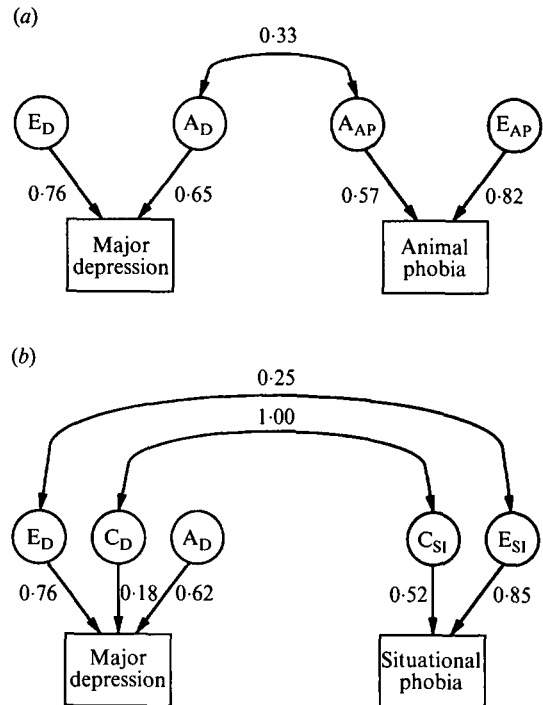 (a)
0·33
E_D
A_D
A_AP
E_AP
0·76
0·65
0·57
0·82
Major
depression
Animal
phobia
(b)
0·25
1·00
E_D
C_D
A_D
C_SI
E_SI
0·76
0·18
0·62
0·52
0·85
Major
depression
Situational
phobia